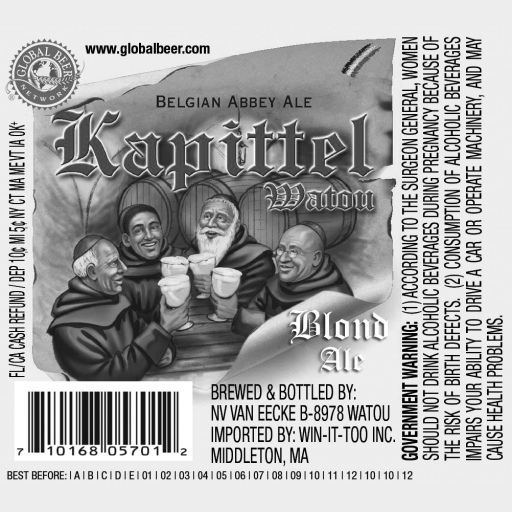 GLOBAL BEER
NETWORK
®
www.globalbeer.com
BELGIAN ABBEY ALE
Kapittel
Watou
Blond
Ale
FL/CA CASH REFUND / DEP 10¢ MI 5¢ NY CT MA ME VT IA OK+
7 10168 05701 2
BREWED & BOTTLED BY:
NV VAN EECKE B-8978 WATOU
IMPORTED BY: WIN-IT-TOO INC.
MIDDLETON, MA
BEST BEFORE: | A | B | C | D | E | 01 | 02 | 03 | 04 | 05 | 06 | 07 | 08 | 09 | 10 | 11 | 12 | 10 | 10 | 12
GOVERNMENT WARNING: (1) ACCORDING TO THE SURGEON GENERAL, WOMEN
SHOULD NOT DRINK ALCOHOLIC BEVERAGES DURING PREGNANCY BECAUSE OF
THE RISK OF BIRTH DEFECTS. (2) CONSUMPTION OF ALCOHOLIC BEVERAGES
IMPAIRS YOUR ABILITY TO DRIVE A CAR OR OPERATE MACHINERY, AND MAY
CAUSE HEALTH PROBLEMS.